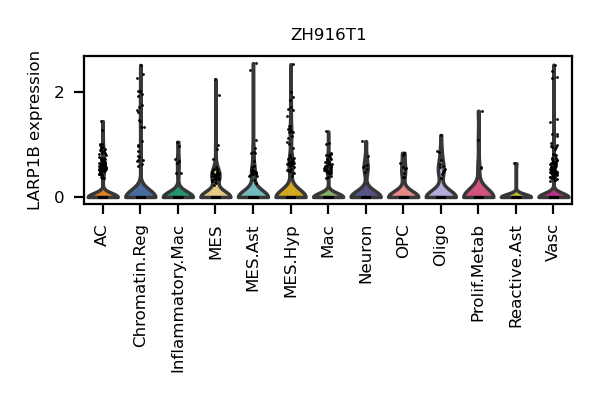 ZH916T1
LARP1B expression
2
0
AC
Chromatin.Reg
Inflammatory.Mac
MES
MES.Ast
MES.Hyp
Mac
Neuron
OPC
Oligo
Prolif.Metab
Reactive.Ast
Vasc